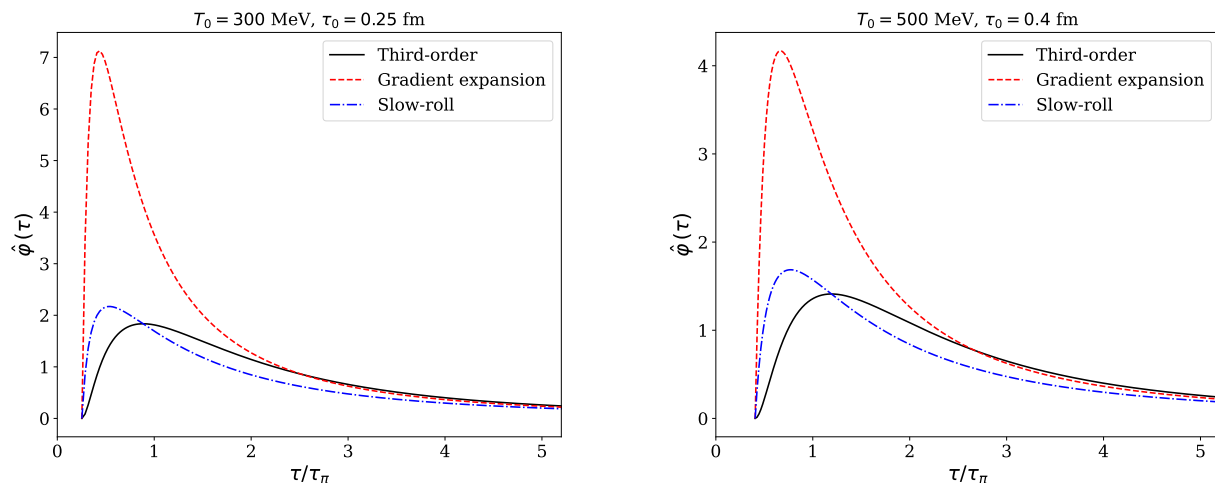 T₀ = 300 MeV, τ₀ = 0.25 fm
Third-order
Gradient expansion
Slow-roll
7
6
5
4
3
2
1
0
φ̂(τ)
0 1 2 3 4 5
τ/τ_π
T₀ = 500 MeV, τ₀ = 0.4 fm
Third-order
Gradient expansion
Slow-roll
4
3
2
1
0
φ̂(τ)
0 1 2 3 4 5
τ/τ_π